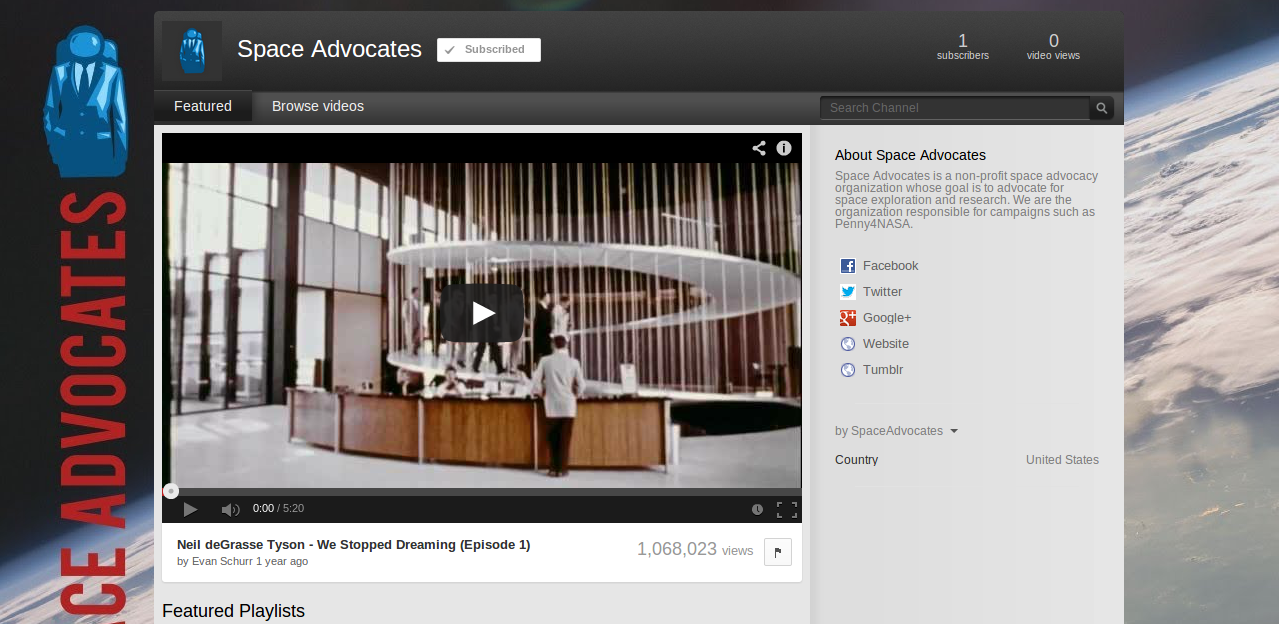 Space Advocates
Subscribed
1
subscribers
0
video views
Featured
Browse videos
Search Channel
ACE ADVOCATES
About Space Advocates
Space Advocates is a non-profit space advocacy
organization whose goal is to advocate for
space exploration and research. We are the
organization responsible for campaigns such as
Penny4NASA.
Facebook
Twitter
Google+
Website
Tumblr
by SpaceAdvocates
Country
United States
0:00 / 5:20
Neil deGrasse Tyson - We Stopped Dreaming (Episode 1)
by Evan Schurr 1 year ago
1,068,023 views
Featured Playlists